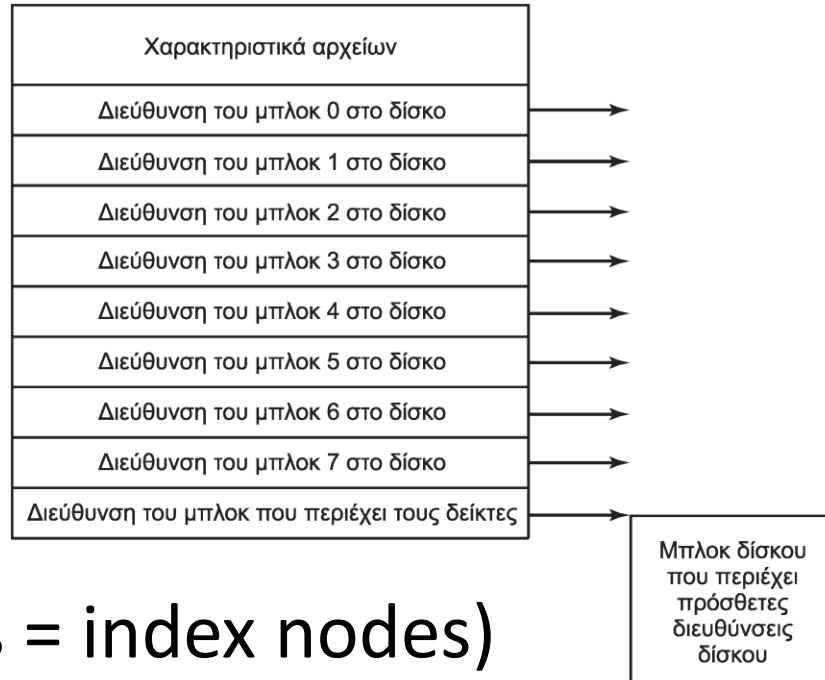 Χαρακτηριστικά αρχείων
Διεύθυνση του μπλοκ 0 στο δίσκο
Διεύθυνση του μπλοκ 1 στο δίσκο
Διεύθυνση του μπλοκ 2 στο δίσκο
Διεύθυνση του μπλοκ 3 στο δίσκο
Διεύθυνση του μπλοκ 4 στο δίσκο
Διεύθυνση του μπλοκ 5 στο δίσκο
Διεύθυνση του μπλοκ 6 στο δίσκο
Διεύθυνση του μπλοκ 7 στο δίσκο
Διεύθυνση του μπλοκ που περιέχει τους δείκτες
Μπλοκ δίσκου
που περιέχει
πρόσθετες
διευθύνσεις
δίσκου
= index nodes)